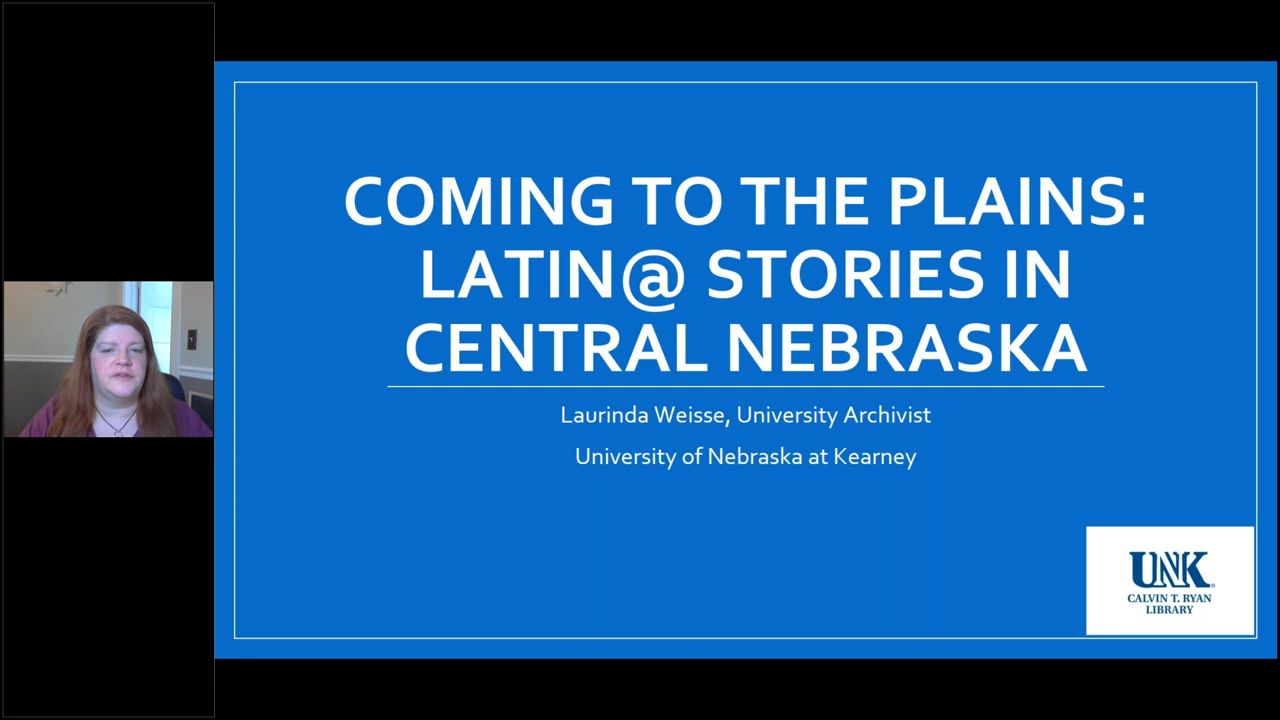 COMING TO THE PLAINS:
LATIN@ STORIES IN
CENTRAL NEBRASKA
Laurinda Weisse, University Archivist
University of Nebraska at Kearney
UNK
CALVIN T. RYAN
LIBRARY